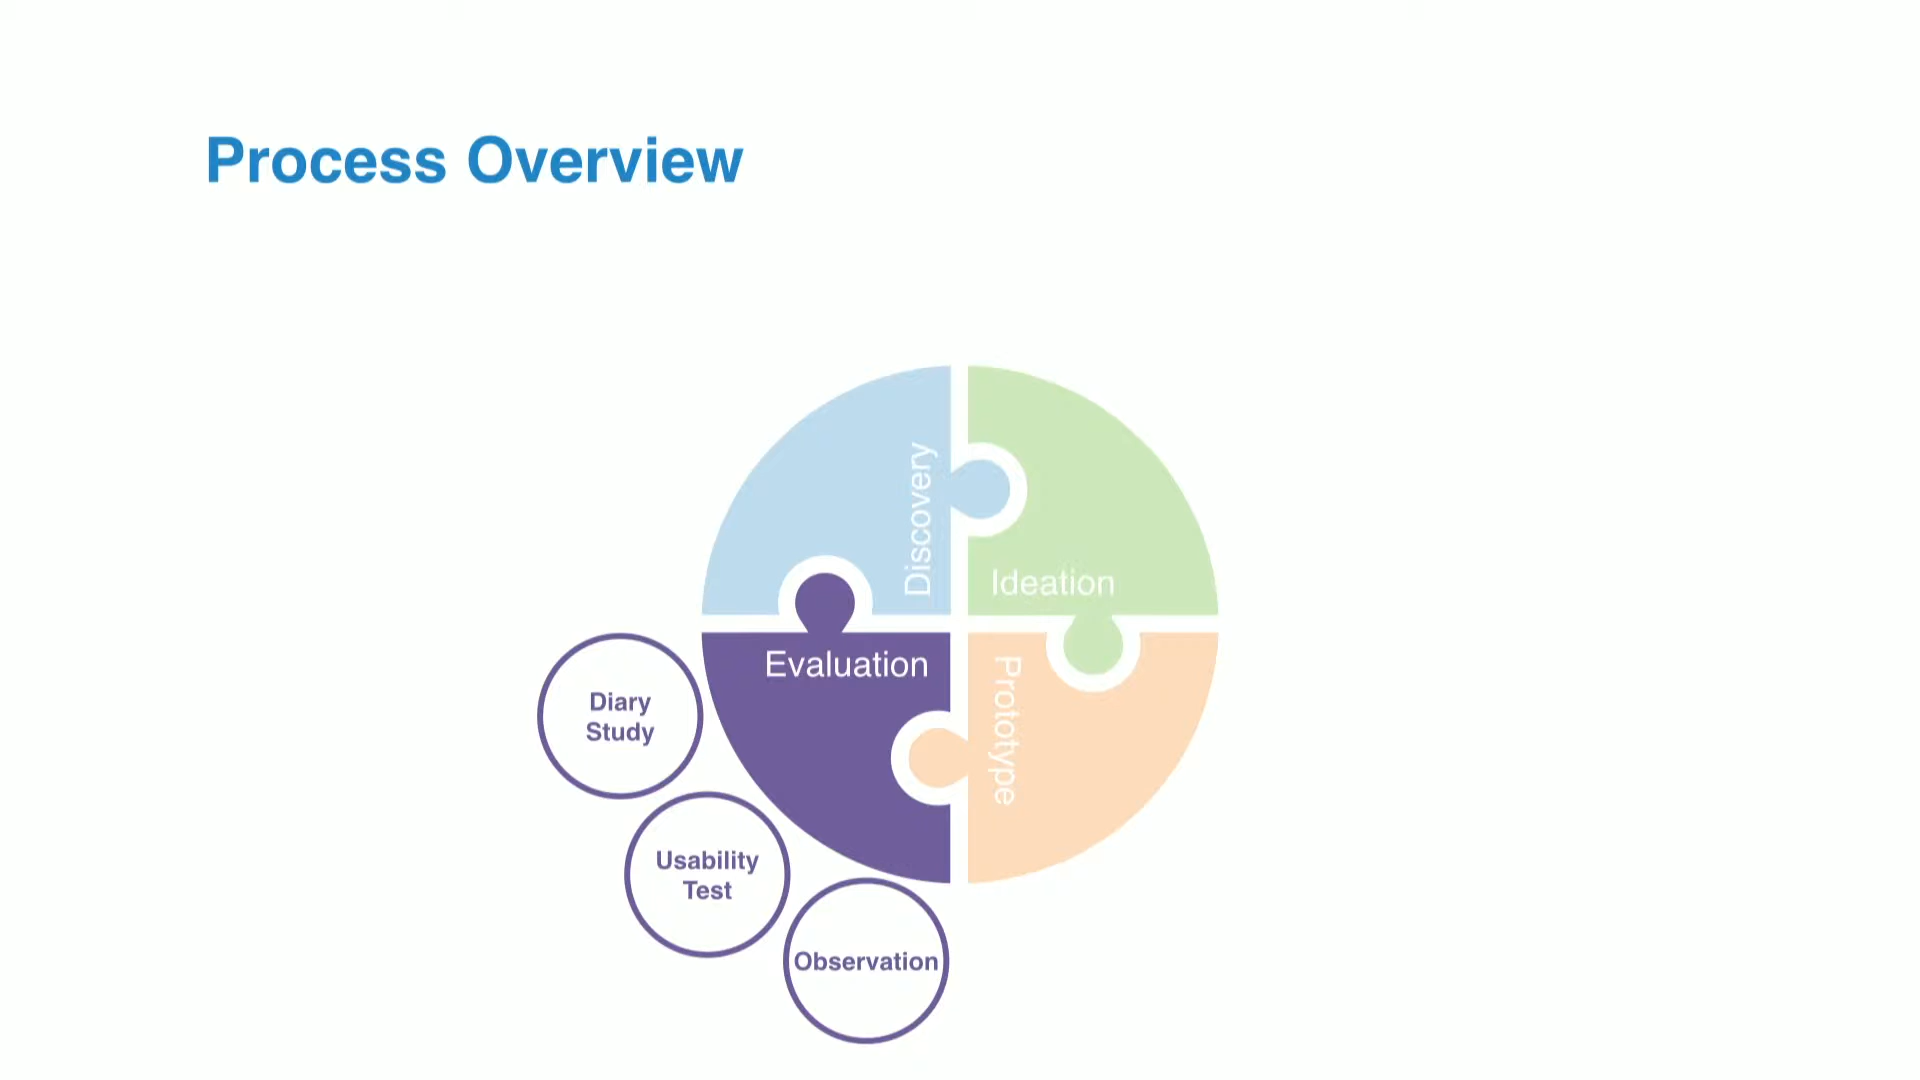 Process Overview
Discovery
Ideation
Evaluation
Prototype
Diary
Study
Usability
Test
Observation